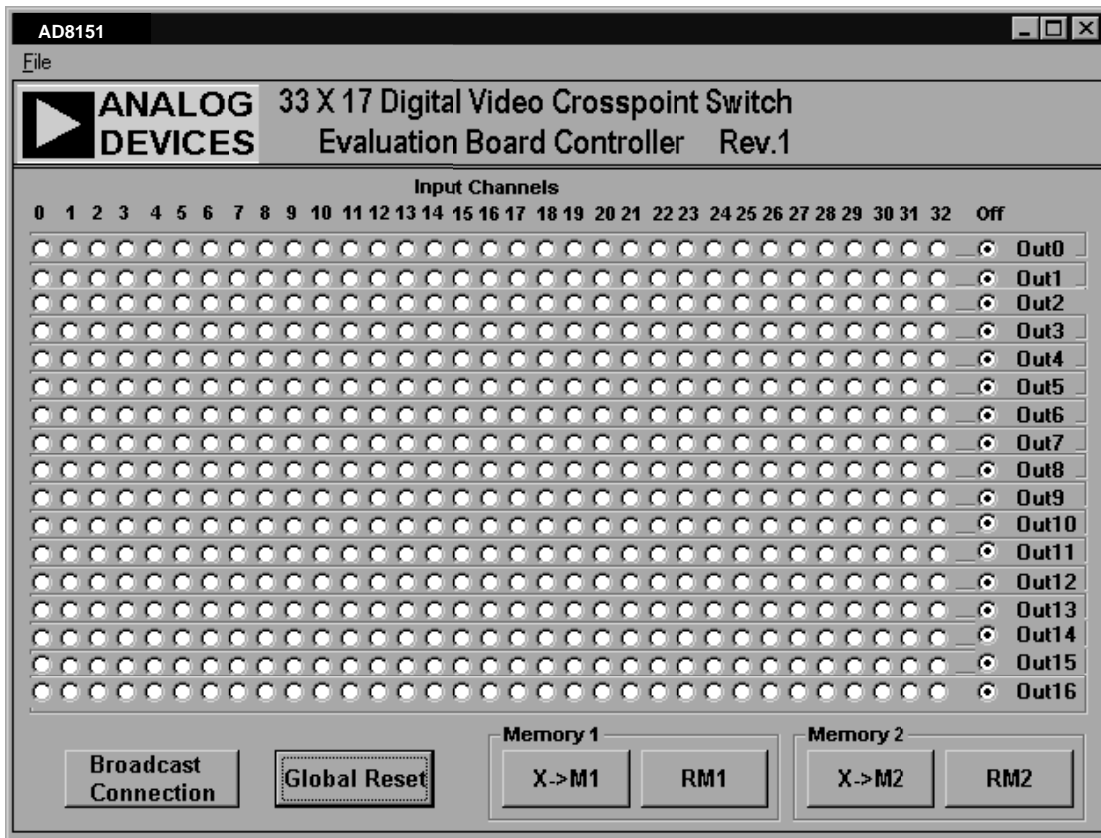 AD8151
File
ANALOG DEVICES
33 X 17 Digital Video Crosspoint Switch
Evaluation Board Controller Rev.1
Input Channels
0 1 2 3 4 5 6 7 8 9 10 11 12 13 14 15 16 17 18 19 20 21 22 23 24 25 26 27 28 29 30 31 32 Off
Out0
Out1
Out2
Out3
Out4
Out5
Out6
Out7
Out8
Out9
Out10
Out11
Out12
Out13
Out14
Out15
Out16
Broadcast Connection
Global Reset
Memory 1
X->M1 RM1
Memory 2
X->M2 RM2